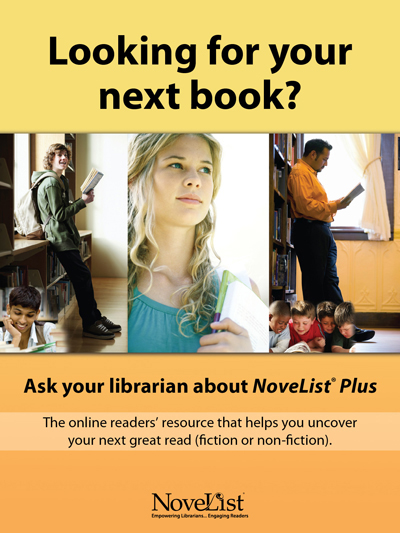 Looking for your
next book?
Ask your librarian about NoveList® Plus
The online readers’ resource that helps you uncover
your next great read (fiction or non-fiction).
NoveList®
Empowering Librarians... Engaging Readers